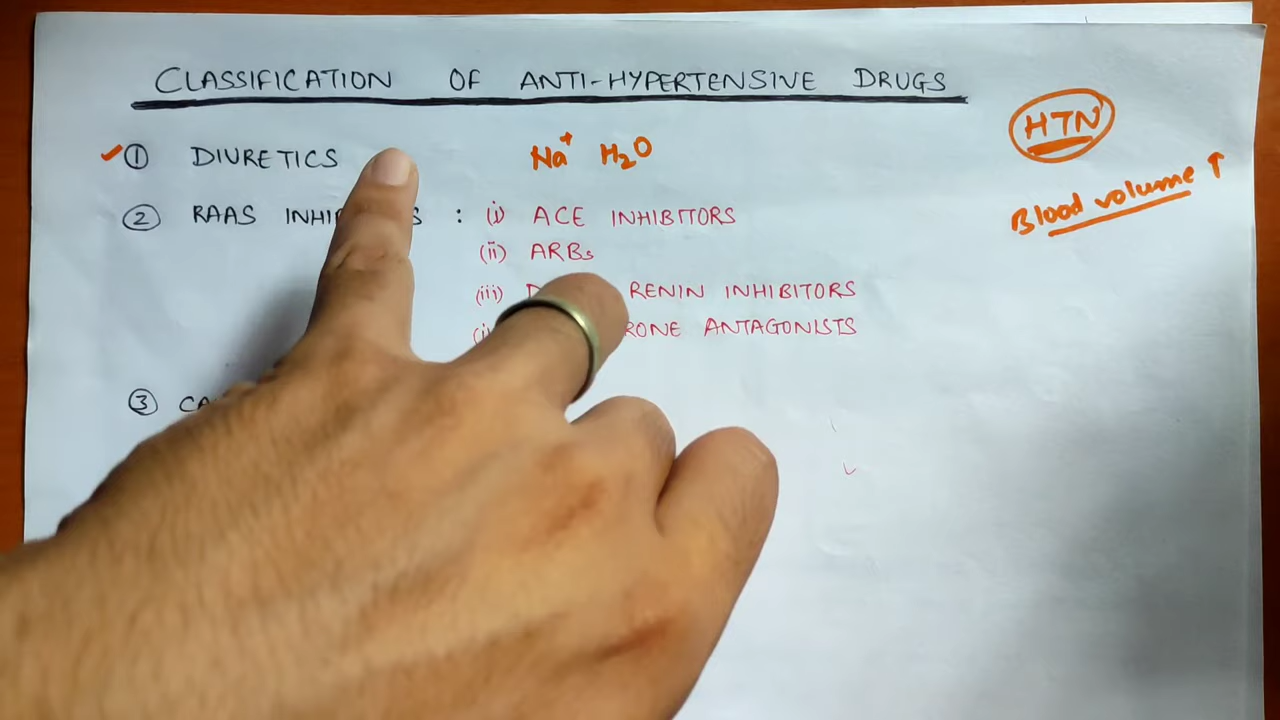 CLASSIFICATION OF ANTI-HYPERTENSIVE DRUGS
HTN
① DIURETICS Na⁺ H₂O
Blood volume ↑
② RAAS : (i) ACE INHIBITORS
(ii) ARBs
(iii) RENIN INHIBITORS
ANTAGONISTS
③